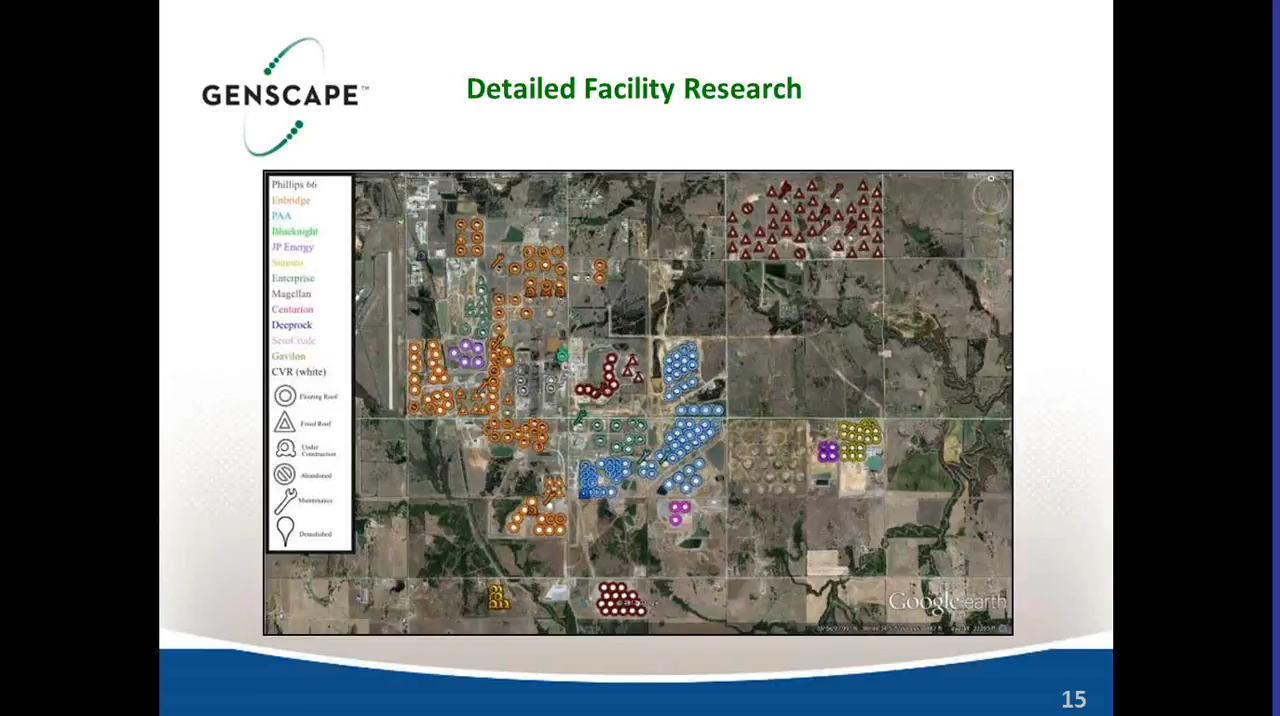 GENSCAPE™
Detailed Facility Research
Phillips 66
Enbridge
PAA
Blueknight
JP Energy
Sunoco
Enterprise
Magellan
Centurion
Deeprock
SemCrude
Gavilon
CVR (white)
Floating Roof
Fixed Roof
Under
Construction
Abandoned
Maintenance
Demolished
Google earth
15